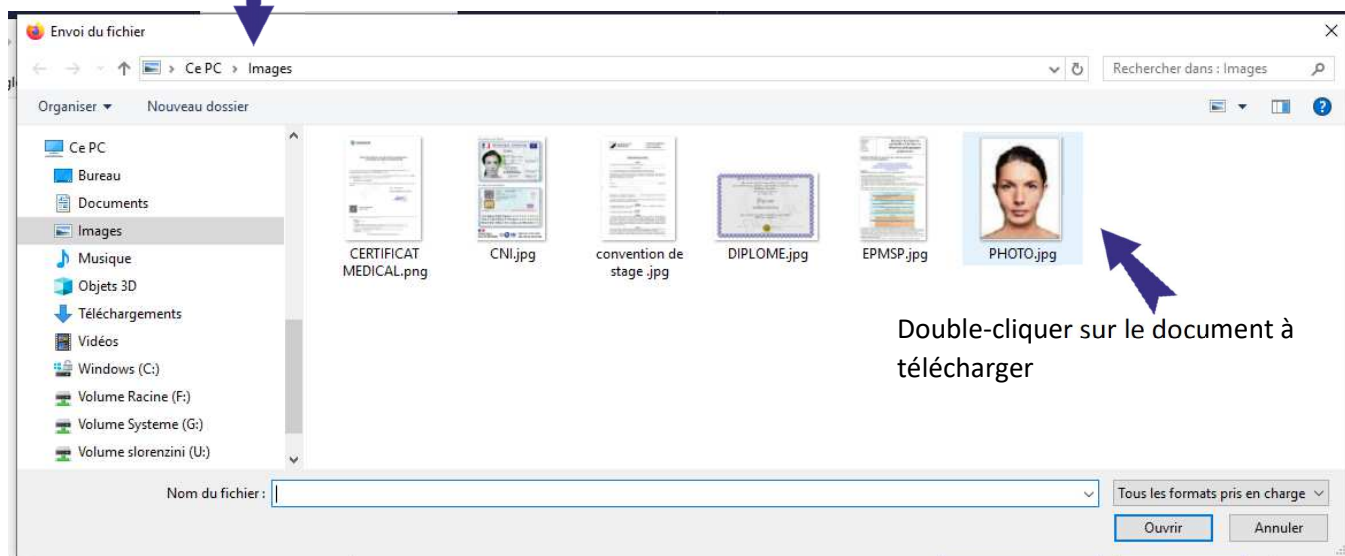 Envoi du fichier
Ce PC › Images
Rechercher dans : Images
Organiser
Nouveau dossier
Ce PC
Bureau
Documents
Images
Musique
Objets 3D
Téléchargements
Vidéos
Windows (C:)
Volume Racine (F:)
Volume Systeme (G:)
Volume slorenzini (U:)
CERTIFICAT
MEDICAL.png
CNI.jpg
convention de
stage .jpg
DIPLOME.jpg
EPMSP.jpg
PHOTO.jpg
Double-cliquer sur le document à
télécharger
Nom du fichier :
Tous les formats pris en charge
Ouvrir
Annuler